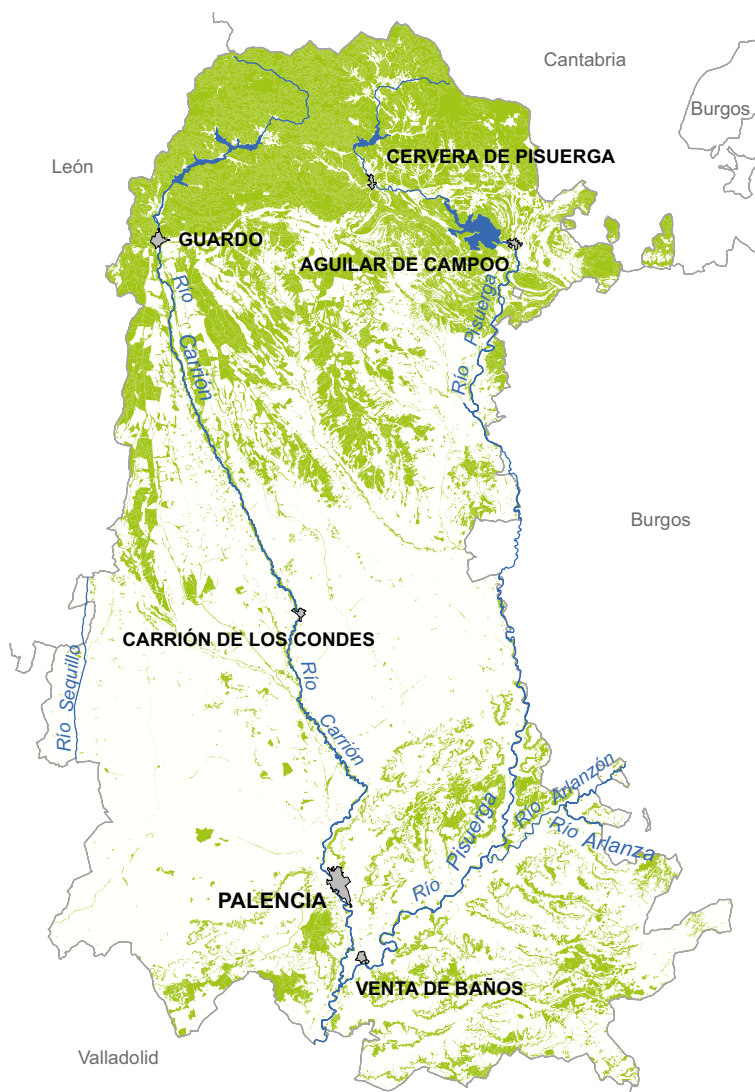 Cantabria
Burgos
León
CERVERA DE PISUERGA
GUARDO
AGUILAR DE CAMPOO
Río Carrión
Río Pisuerga
Burgos
CARRIÓN DE LOS CONDES
Río Sequillo
Río Carrión
Río Arlanzón
Río Arlanza
Río Pisuerga
PALENCIA
VENTA DE BAÑOS
Valladolid